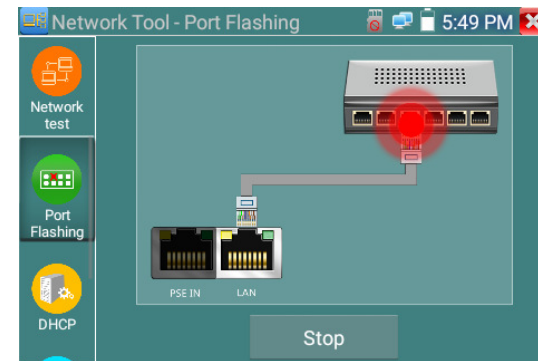 Network Tool - Port Flashing
5:49 PM
Network
test
Port
Flashing
DHCP
PSE IN
LAN
Stop